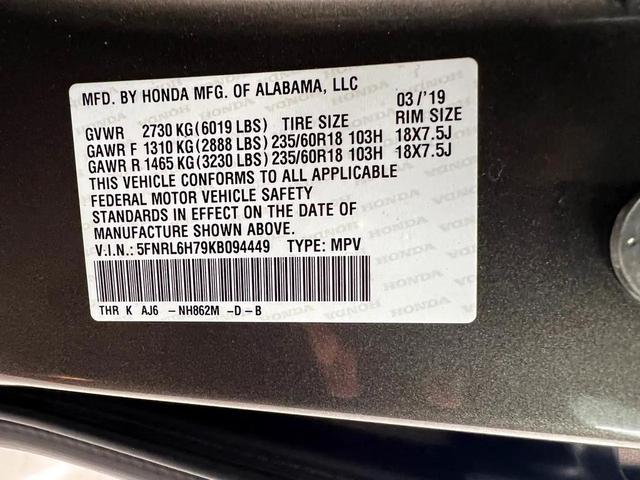 MFD. BY HONDA MFG. OF ALABAMA, LLC 03/'19
GVWR 2730 KG(6019 LBS) TIRE SIZE RIM SIZE
GAWR F 1310 KG(2888 LBS)235/60R18 103H 18X7.5J
GAWR R 1465 KG(3230 LBS)235/60R18 103H 18X7.5J
THIS VEHICLE CONFORMS TO ALL APPLICABLE
FEDERAL MOTOR VEHICLE SAFETY
STANDARDS IN EFFECT ON THE DATE OF
MANUFACTURE SHOWN ABOVE.
V.I.N.: 5FNRL6H79KB094449 TYPE: MPV
THR K AJ6 -NH862M -D-B